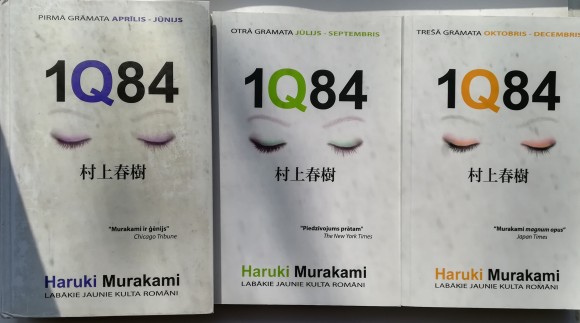 PIRMĀ GRĀMATA APRĪLIS - JŪNIJS
1Q84
村上春樹
"Murakami ir ģēnijs"
Chicago Tribune
Haruki Murakami
LABĀKIE JAUNIE KULTA ROMĀNI
OTRĀ GRĀMATA JŪLIJS - SEPTEMBRIS
1Q84
村上春樹
"Piedzīvojums prātam"
The New York Times
Haruki Murakami
LABĀKIE JAUNIE KULTA ROMĀNI
TREŠĀ GRĀMATA OKTOBRIS - DECEMBRIS
1Q84
村上春樹
"Murakami magnum opus"
Japan Times
Haruki Murakami
LABĀKIE JAUNIE KULTA ROMĀNI